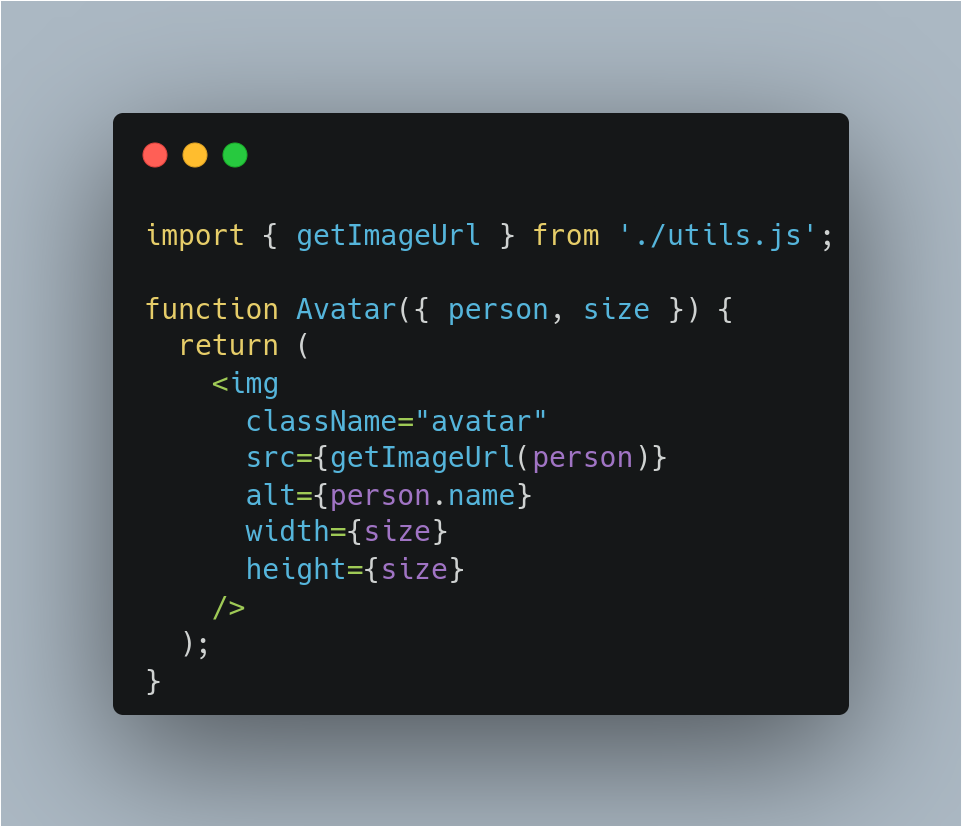 import { getImageUrl } from './utils.js';

function Avatar({ person, size }) {
  return (
    <img
      className="avatar"
      src={getImageUrl(person)}
      alt={person.name}
      width={size}
      height={size}
    />
  );
}